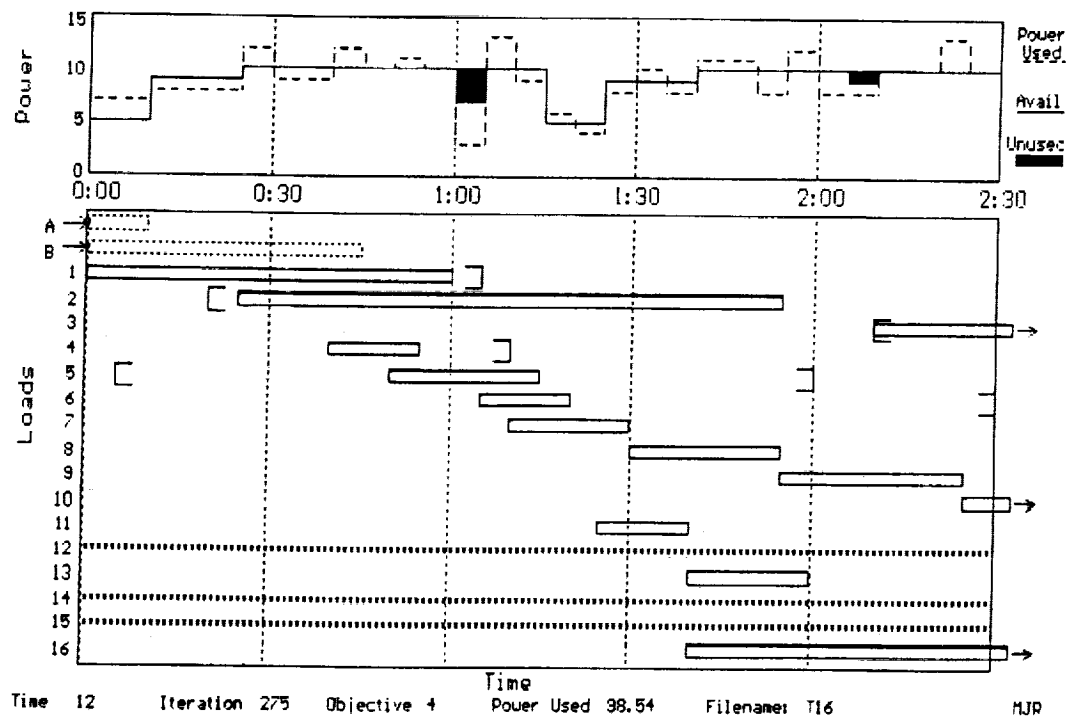 Power
15
10
5
0
Power
Used
Avail
Unused
0:00 0:30 1:00 1:30 2:00 2:30
Loads
A
B
1
2
3
4
5
6
7
8
9
10
11
12
13
14
15
16
Time
Time 12 Iteration 275 Objective 4 Power Used 98.54 Filename: T16 MJR